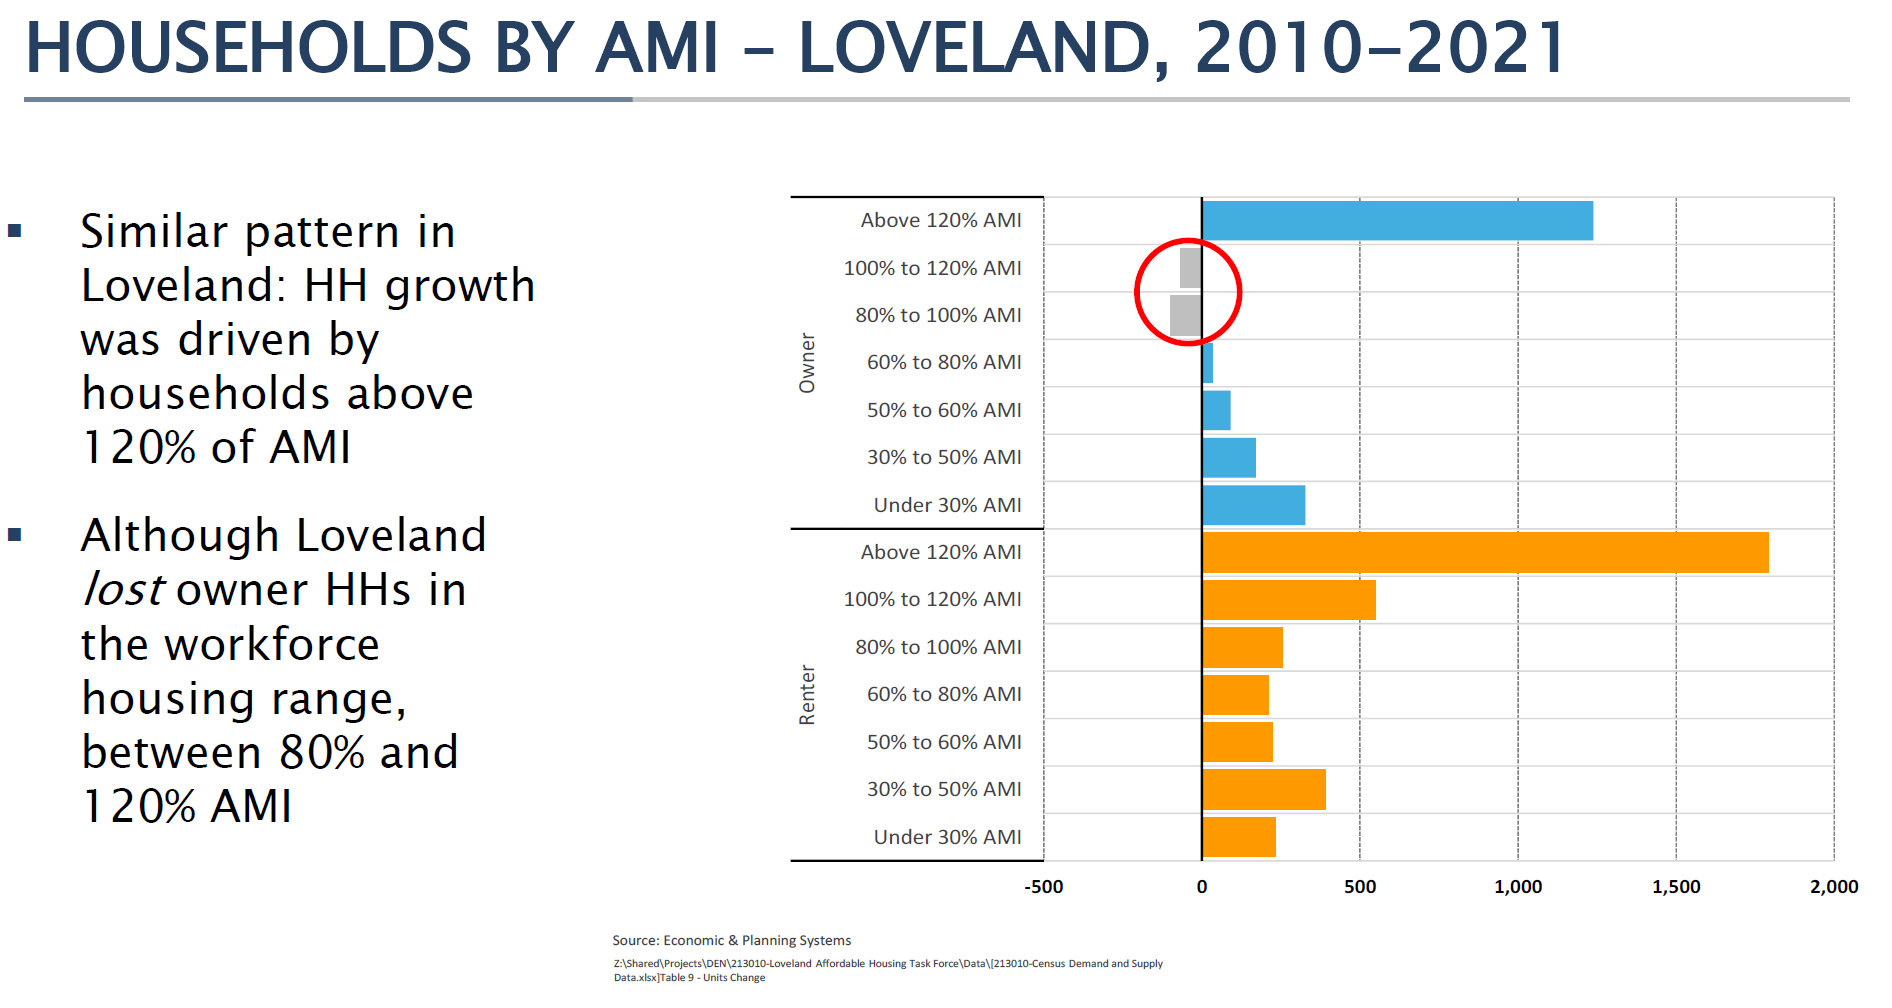 HOUSEHOLDS BY AMI – LOVELAND, 2010–2021
▪ Similar pattern in
Loveland: HH growth
was driven by
households above
120% of AMI
▪ Although Loveland
lost owner HHs in
the workforce
housing range,
between 80% and
120% AMI
Owner
Above 120% AMI
100% to 120% AMI
80% to 100% AMI
60% to 80% AMI
50% to 60% AMI
30% to 50% AMI
Under 30% AMI
Renter
Above 120% AMI
100% to 120% AMI
80% to 100% AMI
60% to 80% AMI
50% to 60% AMI
30% to 50% AMI
Under 30% AMI
-500 0 500 1,000 1,500 2,000
Source: Economic & Planning Systems
Z:\Shared\Projects\DEN\213010-Loveland Affordable Housing Task Force\Data\[213010-Census Demand and Supply
Data.xlsx]Table 9 - Units Change